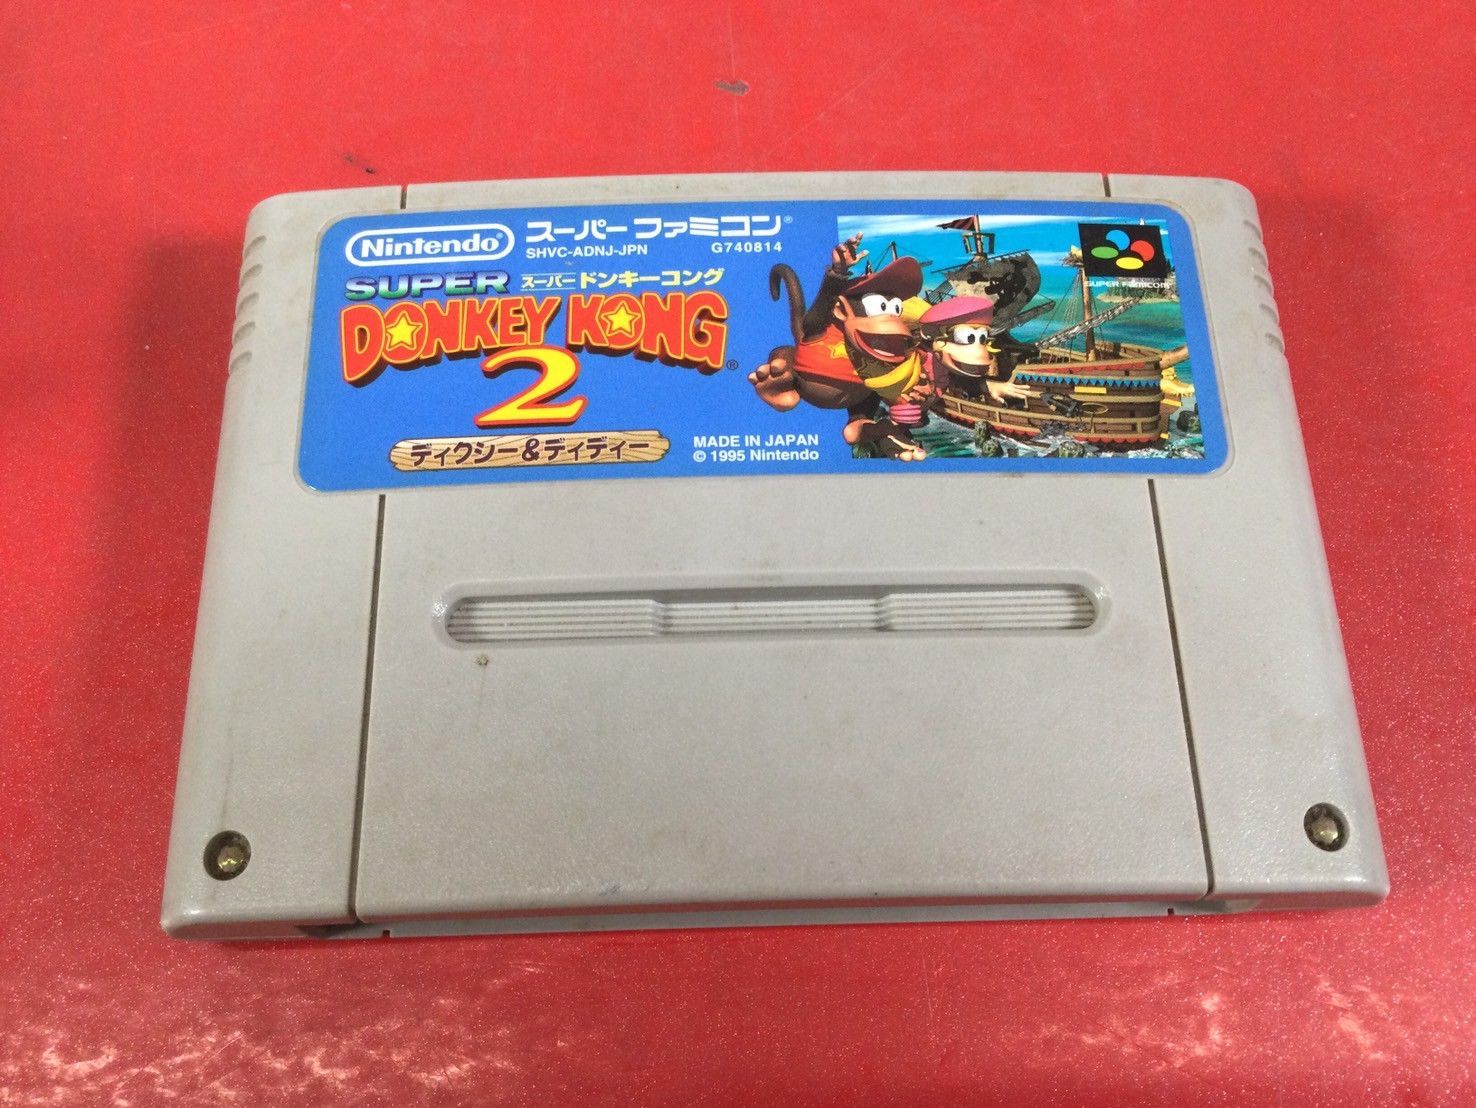 Nintendo®
スーパーファミコン®
SHVC-ADNJ-JPN G740814
SUPER スーパードンキーコング
DONKEY KONG®
2
ディクシー&ディディー
MADE IN JAPAN
© 1995 Nintendo
SUPER FAMICOM